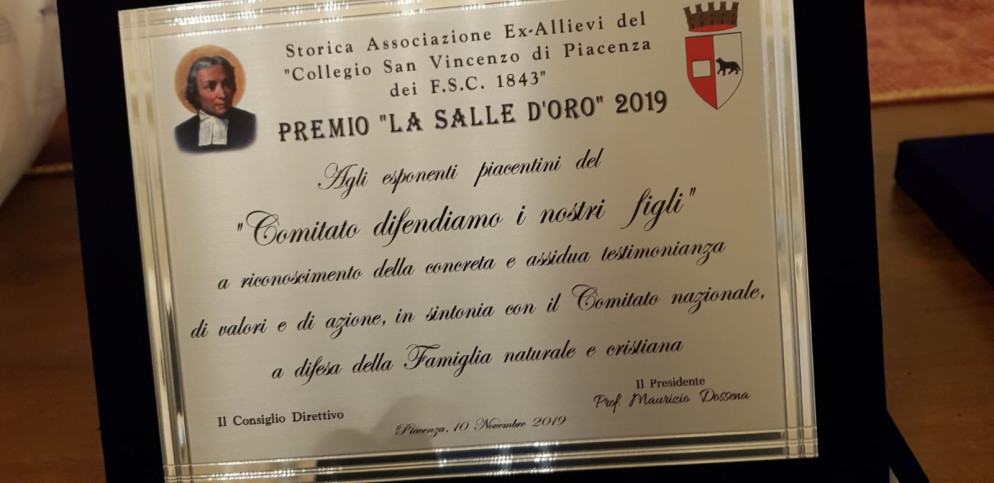 Storica Associazione Ex-Allievi del
"Collegio San Vincenzo di Piacenza
dei F.S.C. 1843"
PREMIO "LA SALLE D'ORO" 2019
Agli esponenti piacentini del
"Comitato difendiamo i nostri figli"
a riconoscimento della concreta e assidua testimonianza
di valori e di azione, in sintonia con il Comitato nazionale,
a difesa della Famiglia naturale e cristiana
Il Consiglio Direttivo
Piacenza, 10 Novembre 2019
Il Presidente
Prof. Maurizio Dossena